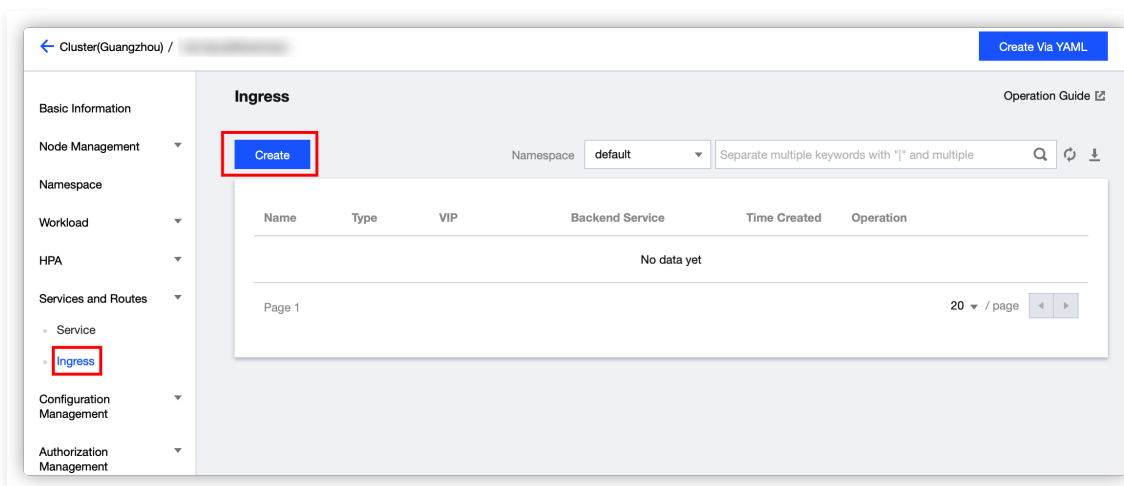 Cluster(Guangzhou) /
Create Via YAML
Basic Information
Node Management
Namespace
Workload
HPA
Services and Routes
Service
Ingress
Configuration
Management
Authorization
Management
Ingress
Operation Guide
Create
Namespace
default
Separate multiple keywords with "|" and multiple
Name Type VIP Backend Service Time Created Operation
No data yet
Page 1
20 / page